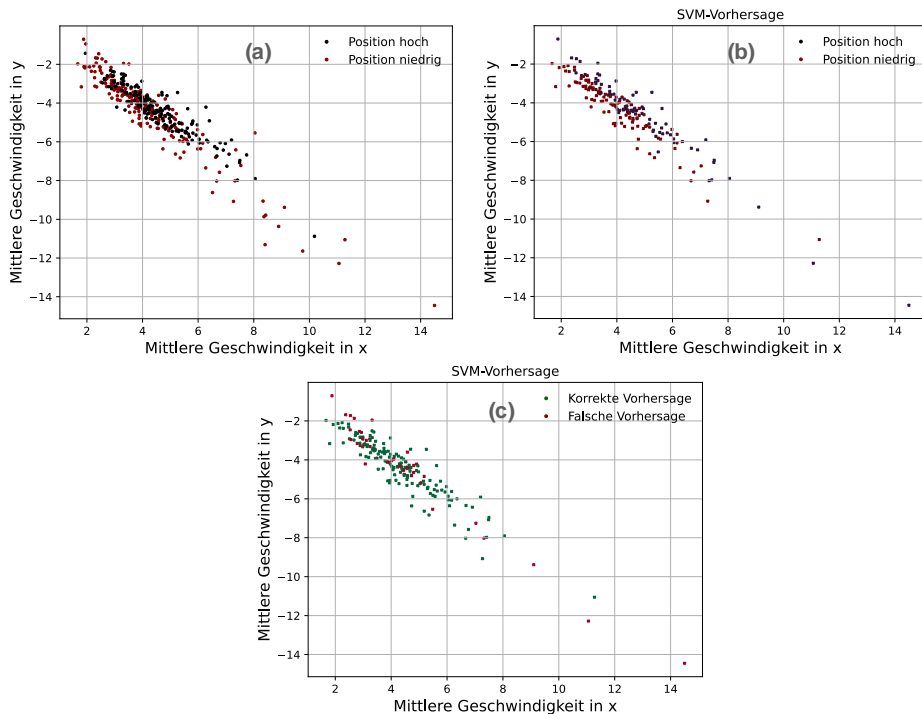 (a)
Position hoch
Position niedrig
−2
−4
−6
−8
−10
−12
−14
2
4
6
8
10
12
14
Mittlere Geschwindigkeit in x
Mittlere Geschwindigkeit in y
SVM-Vorhersage
(b)
Position hoch
Position niedrig
−2
−4
−6
−8
−10
−12
−14
2
4
6
8
10
12
14
Mittlere Geschwindigkeit in x
Mittlere Geschwindigkeit in y
SVM-Vorhersage
(c)
Korrekte Vorhersage
Falsche Vorhersage
−2
−4
−6
−8
−10
−12
−14
2
4
6
8
10
12
14
Mittlere Geschwindigkeit in x
Mittlere Geschwindigkeit in y